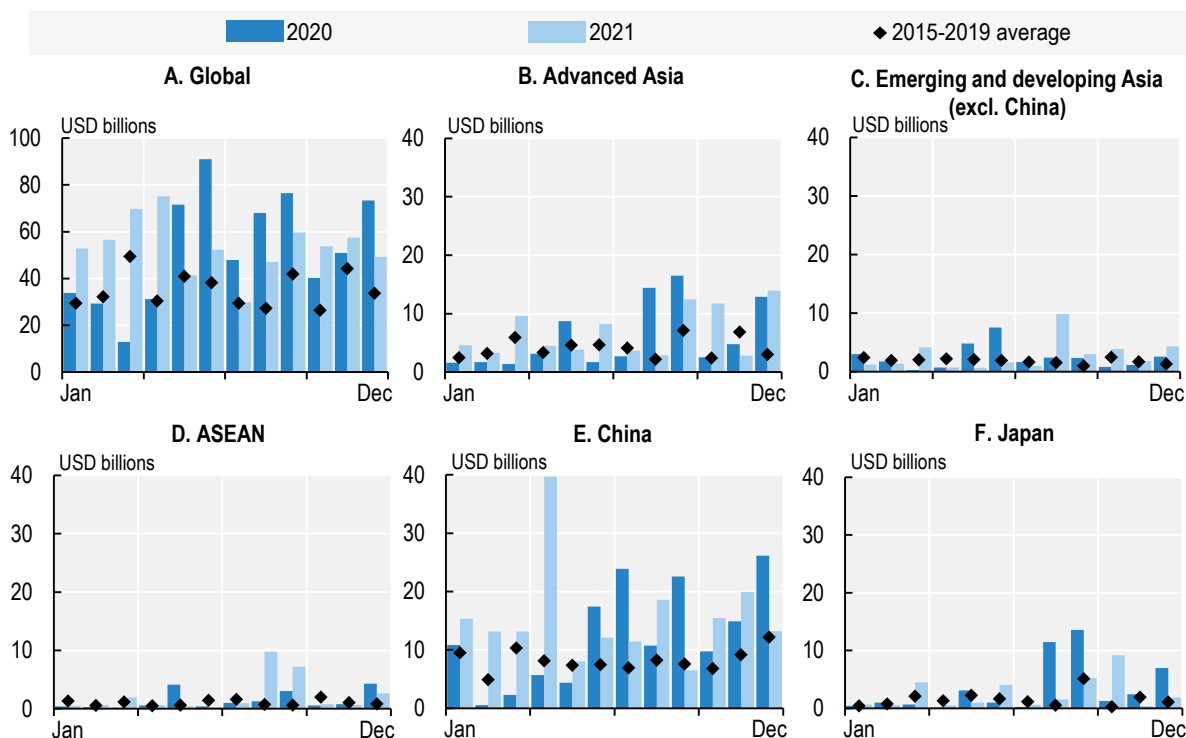 2020 2021 2015-2019 average
A. Global
USD billions
100
80
60
40
20
0
Jan Dec
B. Advanced Asia
USD billions
40
30
20
10
0
Jan Dec
C. Emerging and developing Asia
(excl. China)
USD billions
40
30
20
10
0
Jan Dec
D. ASEAN
USD billions
40
30
20
10
0
Jan Dec
E. China
USD billions
40
30
20
10
0
Jan Dec
F. Japan
USD billions
40
30
20
10
0
Jan Dec